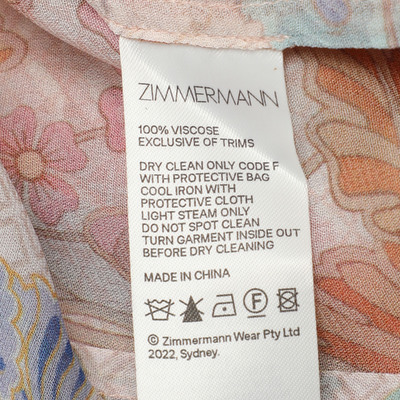 ZIMMERMANN
100% VISCOSE
EXCLUSIVE OF TRIMS
DRY CLEAN ONLY CODE F
WITH PROTECTIVE BAG
COOL IRON WITH
PROTECTIVE CLOTH
LIGHT STEAM ONLY
DO NOT SPOT CLEAN
TURN GARMENT INSIDE OUT
BEFORE DRY CLEANING
MADE IN CHINA
F
© Zimmermann Wear Pty Ltd
2022, Sydney.